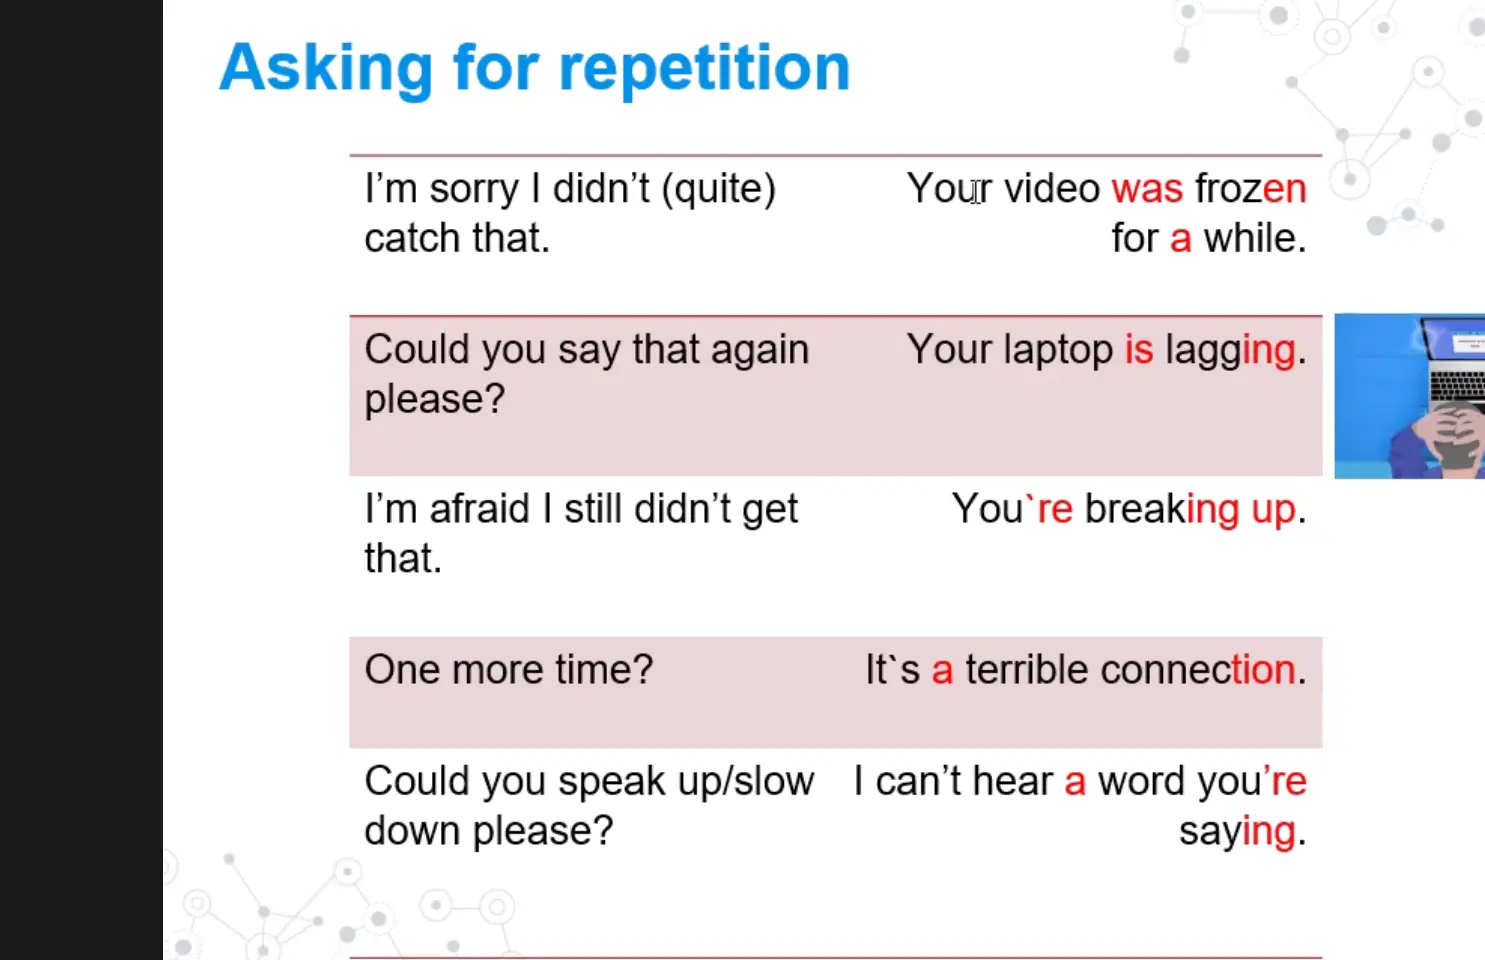 Asking for repetition
I’m sorry I didn’t (quite)
catch that.
Your video was frozen
for a while.
Could you say that again
please?
Your laptop is lagging.
I’m afraid I still didn’t get
that.
You`re breaking up.
One more time?
It`s a terrible connection.
Could you speak up/slow
down please?
I can’t hear a word you’re
saying.